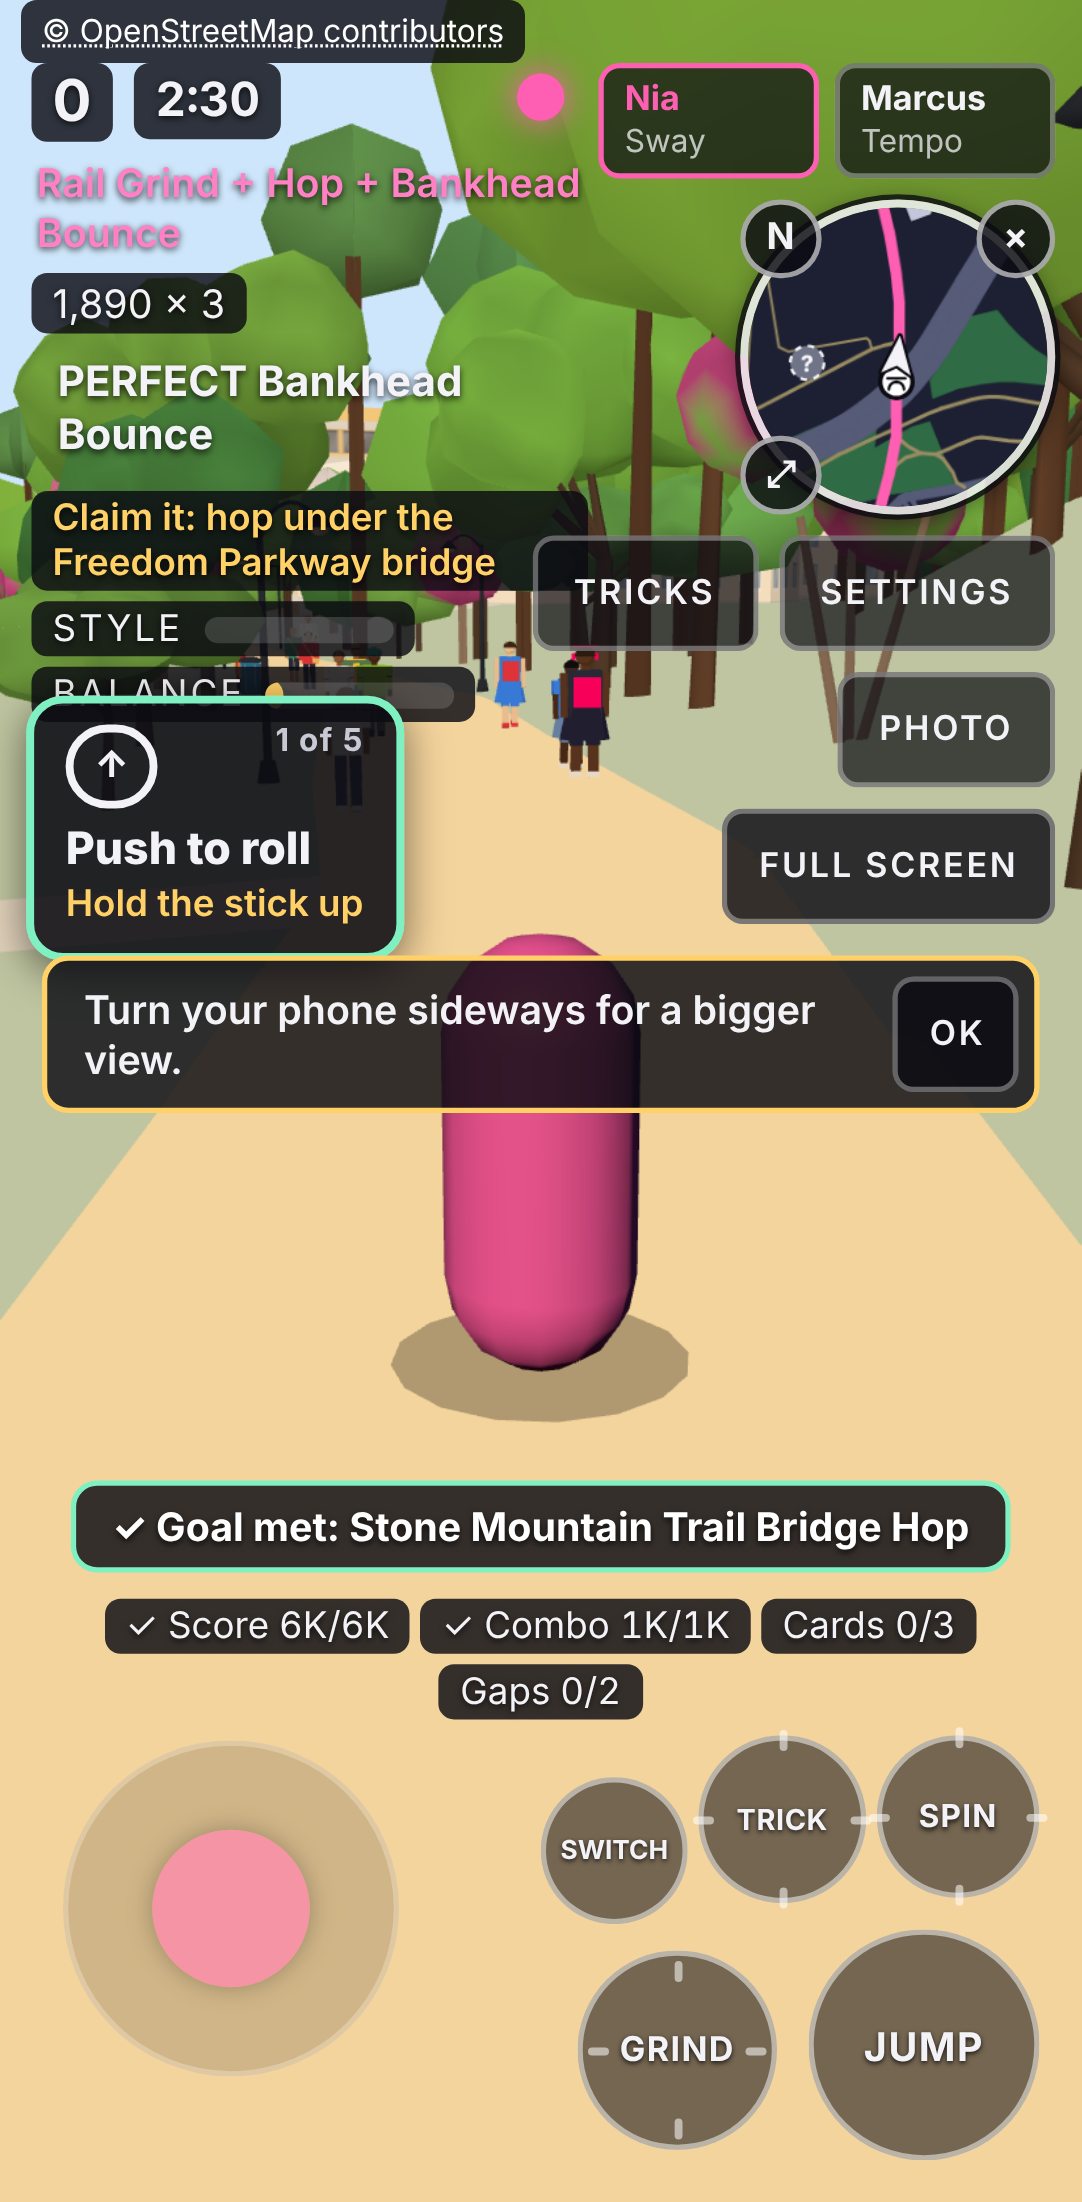 © OpenStreetMap contributors
0
2:30
Nia
Sway
Marcus
Tempo
Rail Grind + Hop + Bankhead
Bounce
N
×
1,890 × 3
?
PERFECT Bankhead
Bounce
Claim it: hop under the
Freedom Parkway bridge
TRICKS
SETTINGS
STYLE
BALANCE
PHOTO
1 of 5
Push to roll
Hold the stick up
FULL SCREEN
Turn your phone sideways for a bigger
view.
OK
✓ Goal met: Stone Mountain Trail Bridge Hop
✓ Score 6K/6K
✓ Combo 1K/1K
Cards 0/3
Gaps 0/2
SWITCH
TRICK
SPIN
GRIND
JUMP